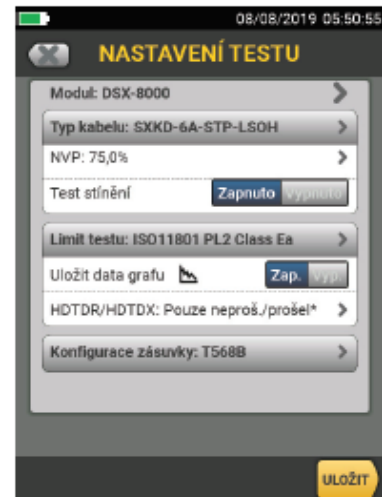 08/08/2019 05:50:55
NASTAVENÍ TESTU
Modul: DSX-8000
Typ kabelu: SXKD-6A-STP-LSOH
NVP: 75,0%
Test stínění Zapnuto Vypnuto
Limit testu: ISO11801 PL2 Class Ea
Uložit data grafu Zap. Vyp.
HDTDR/HDTDX: Pouze neproš./prošel*
Konfigurace zásuvky: T568B
ULOŽIT